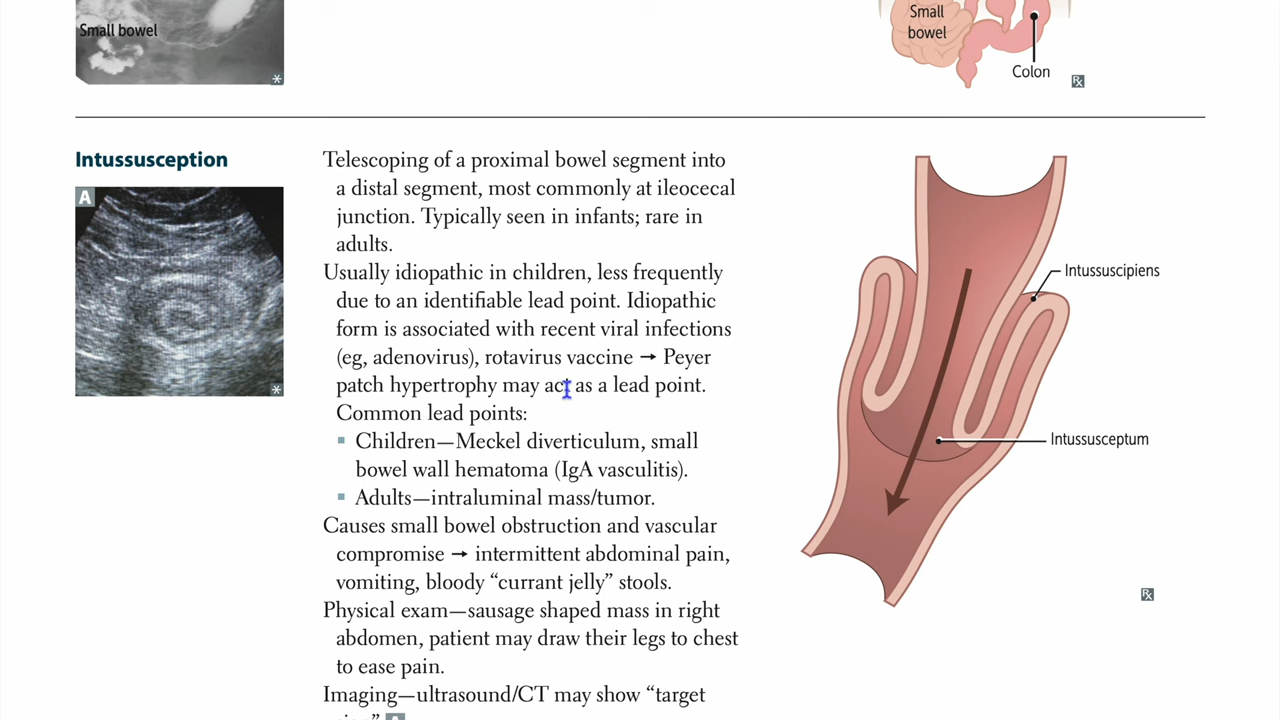 Small bowel
*
Small
bowel
Colon
Rx
Intussusception
A
*
Telescoping of a proximal bowel segment into
a distal segment, most commonly at ileocecal
junction. Typically seen in infants; rare in
adults.
Usually idiopathic in children, less frequently
due to an identifiable lead point. Idiopathic
form is associated with recent viral infections
(eg, adenovirus), rotavirus vaccine → Peyer
patch hypertrophy may act as a lead point.
Common lead points:
▪ Children—Meckel diverticulum, small
bowel wall hematoma (IgA vasculitis).
▪ Adults—intraluminal mass/tumor.
Causes small bowel obstruction and vascular
compromise → intermittent abdominal pain,
vomiting, bloody “currant jelly” stools.
Physical exam—sausage shaped mass in right
abdomen, patient may draw their legs to chest
to ease pain.
Imaging—ultrasound/CT may show “target
Intussuscipiens
Intussusceptum
Rx